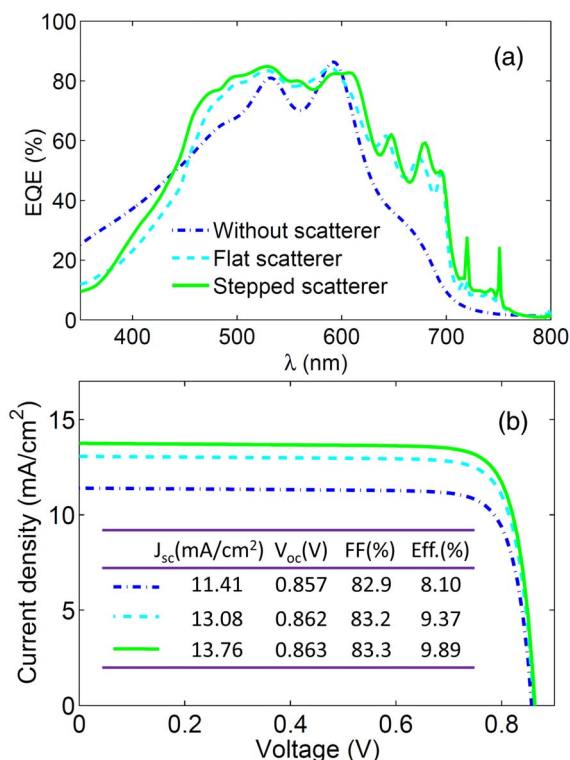 100
80
60
40
20
0
EQE (%)
(a)
Without scatterer
Flat scatterer
Stepped scatterer
400 500 600 700 800
λ (nm)
15
10
5
0
Current density (mA/cm²)
(b)
Jsc(mA/cm²) Voc(V) FF(%) Eff.(%)
11.41 0.857 82.9 8.10
13.08 0.862 83.2 9.37
13.76 0.863 83.3 9.89
0 0.2 0.4 0.6 0.8
Voltage (V)